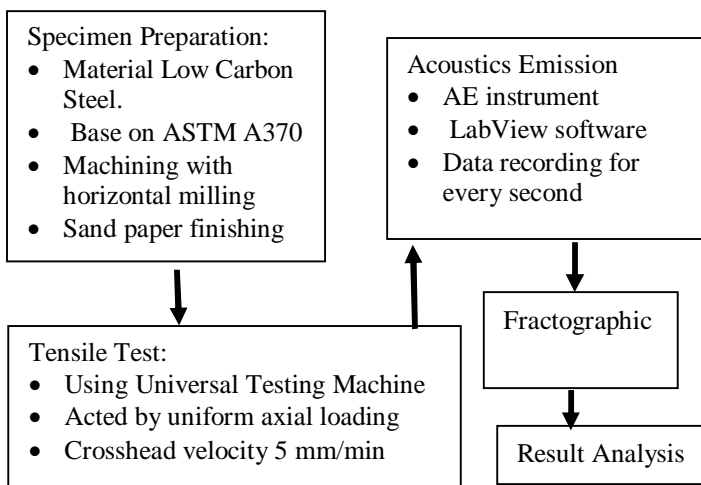 Specimen Preparation:
• Material Low Carbon
Steel.
• Base on ASTM A370
• Machining with
horizontal milling
• Sand paper finishing
Tensile Test:
• Using Universal Testing Machine
• Acted by uniform axial loading
• Crosshead velocity 5 mm/min
Acoustics Emission
• AE instrument
• LabView software
• Data recording for
every second
Fractographic
Result Analysis